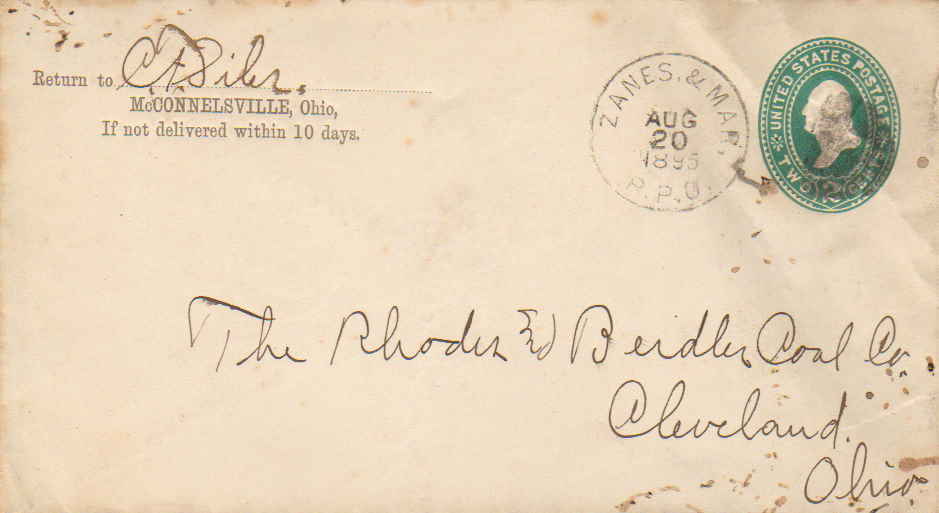 Return to C. A. Siler.
McCONNELSVILLE, Ohio,
If not delivered within 10 days.
ZANES. & MAR.
AUG
20
1895
R.P.O.
UNITED STATES POSTAGE
TWO CENTS
2
The Rhodes & Beidler Coal Co.
Cleveland.
Ohio